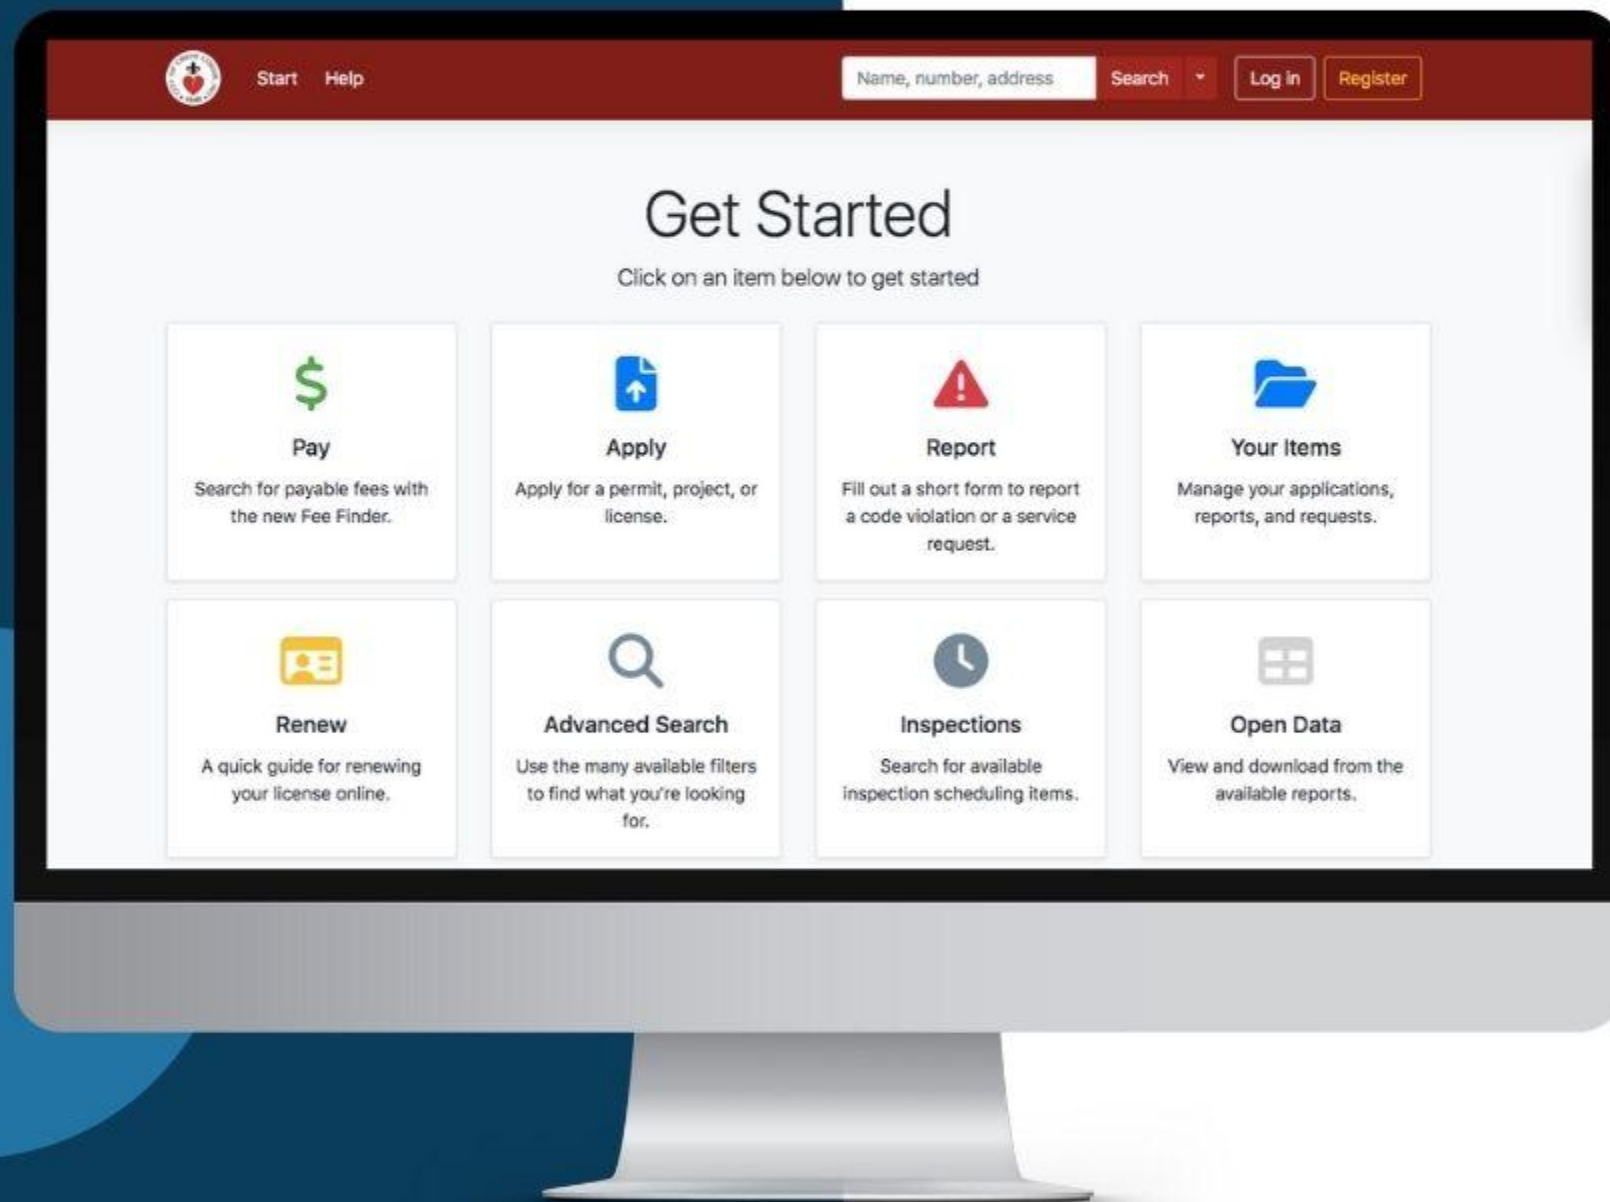 Start Help
Name, number, address Search Log in Register
Get Started
Click on an item below to get started
Pay
Search for payable fees with
the new Fee Finder.
Apply
Apply for a permit, project, or
license.
Report
Fill out a short form to report
a code violation or a service
request.
Your Items
Manage your applications,
reports, and requests.
Renew
A quick guide for renewing
your license online.
Advanced Search
Use the many available filters
to find what you're looking
for.
Inspections
Search for available
inspection scheduling items.
Open Data
View and download from the
available reports.